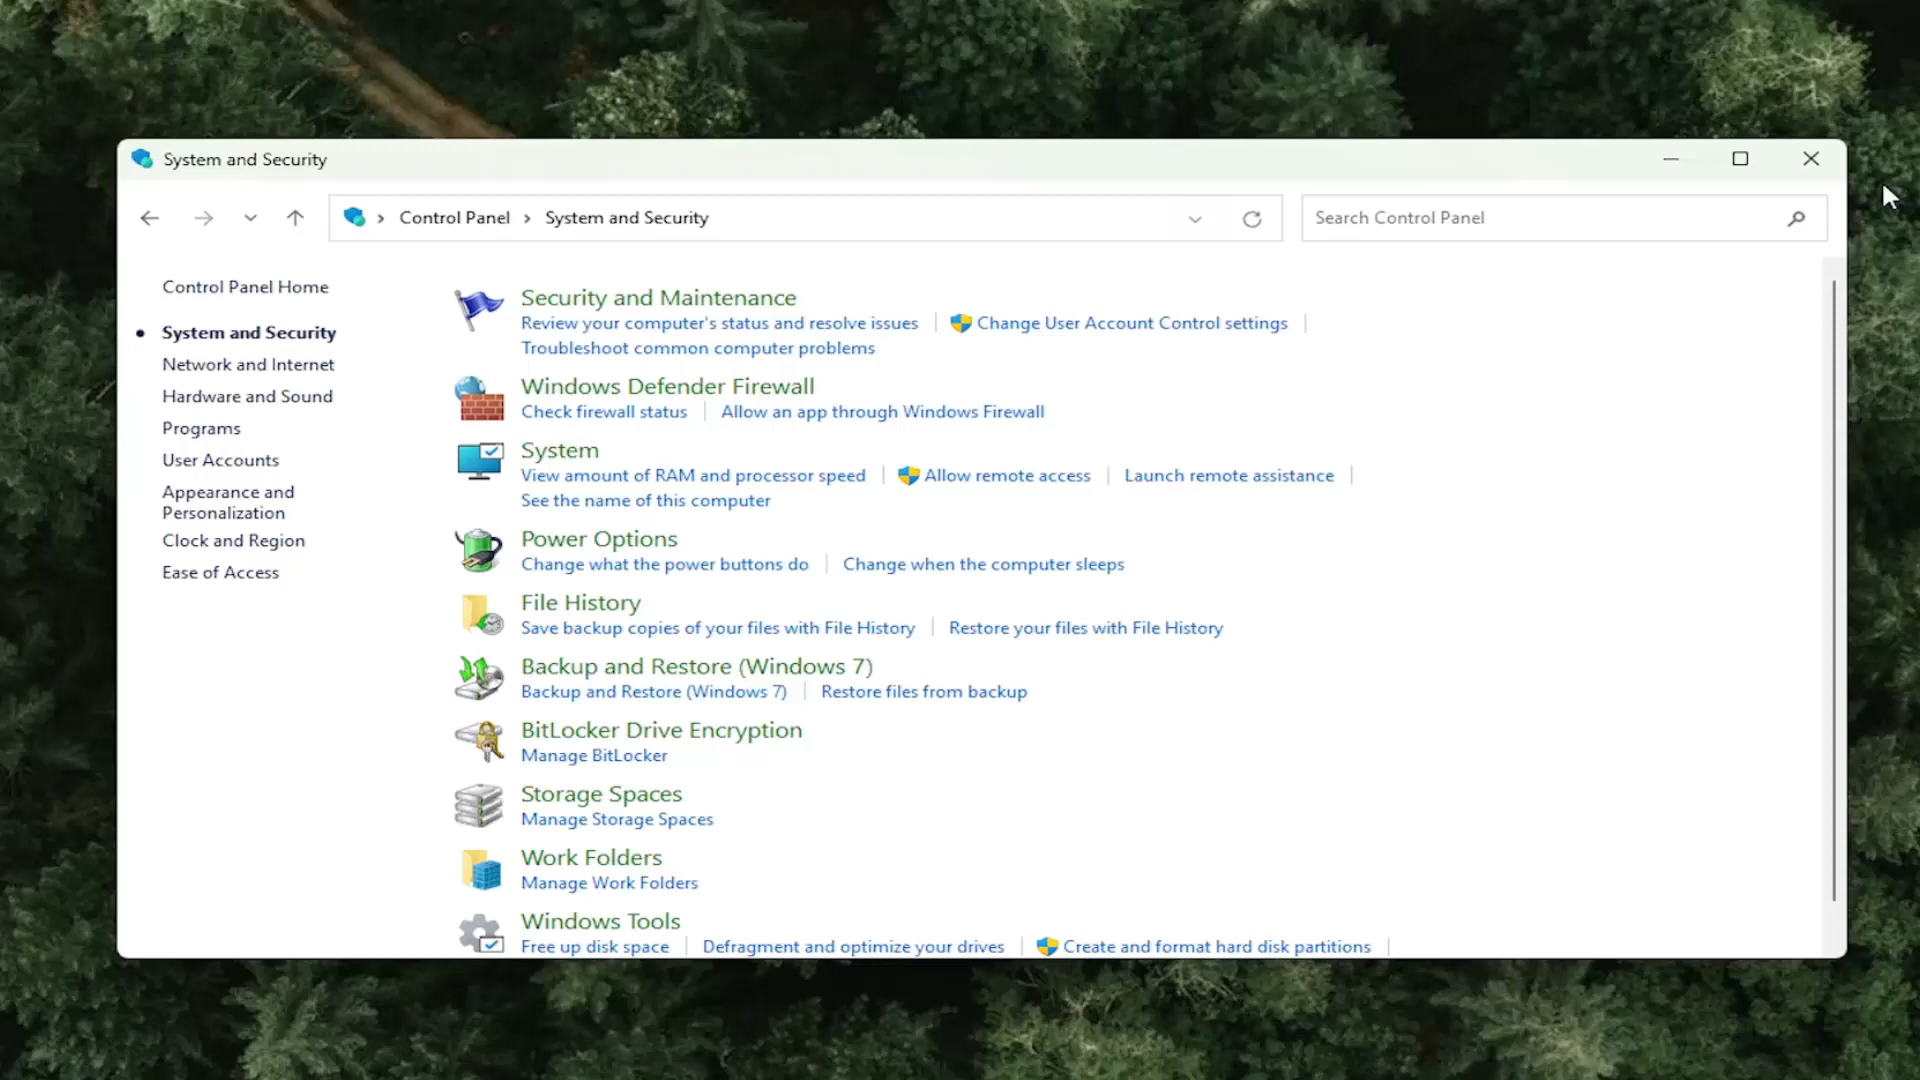 System and Security
Control Panel > System and Security
Search Control Panel
Control Panel Home
System and Security
Network and Internet
Hardware and Sound
Programs
User Accounts
Appearance and
Personalization
Clock and Region
Ease of Access
Security and Maintenance
Review your computer's status and resolve issues | Change User Account Control settings |
Troubleshoot common computer problems
Windows Defender Firewall
Check firewall status | Allow an app through Windows Firewall
System
View amount of RAM and processor speed | Allow remote access | Launch remote assistance |
See the name of this computer
Power Options
Change what the power buttons do | Change when the computer sleeps
File History
Save backup copies of your files with File History | Restore your files with File History
Backup and Restore (Windows 7)
Backup and Restore (Windows 7) | Restore files from backup
BitLocker Drive Encryption
Manage BitLocker
Storage Spaces
Manage Storage Spaces
Work Folders
Manage Work Folders
Windows Tools
Free up disk space | Defragment and optimize your drives | Create and format hard disk partitions |